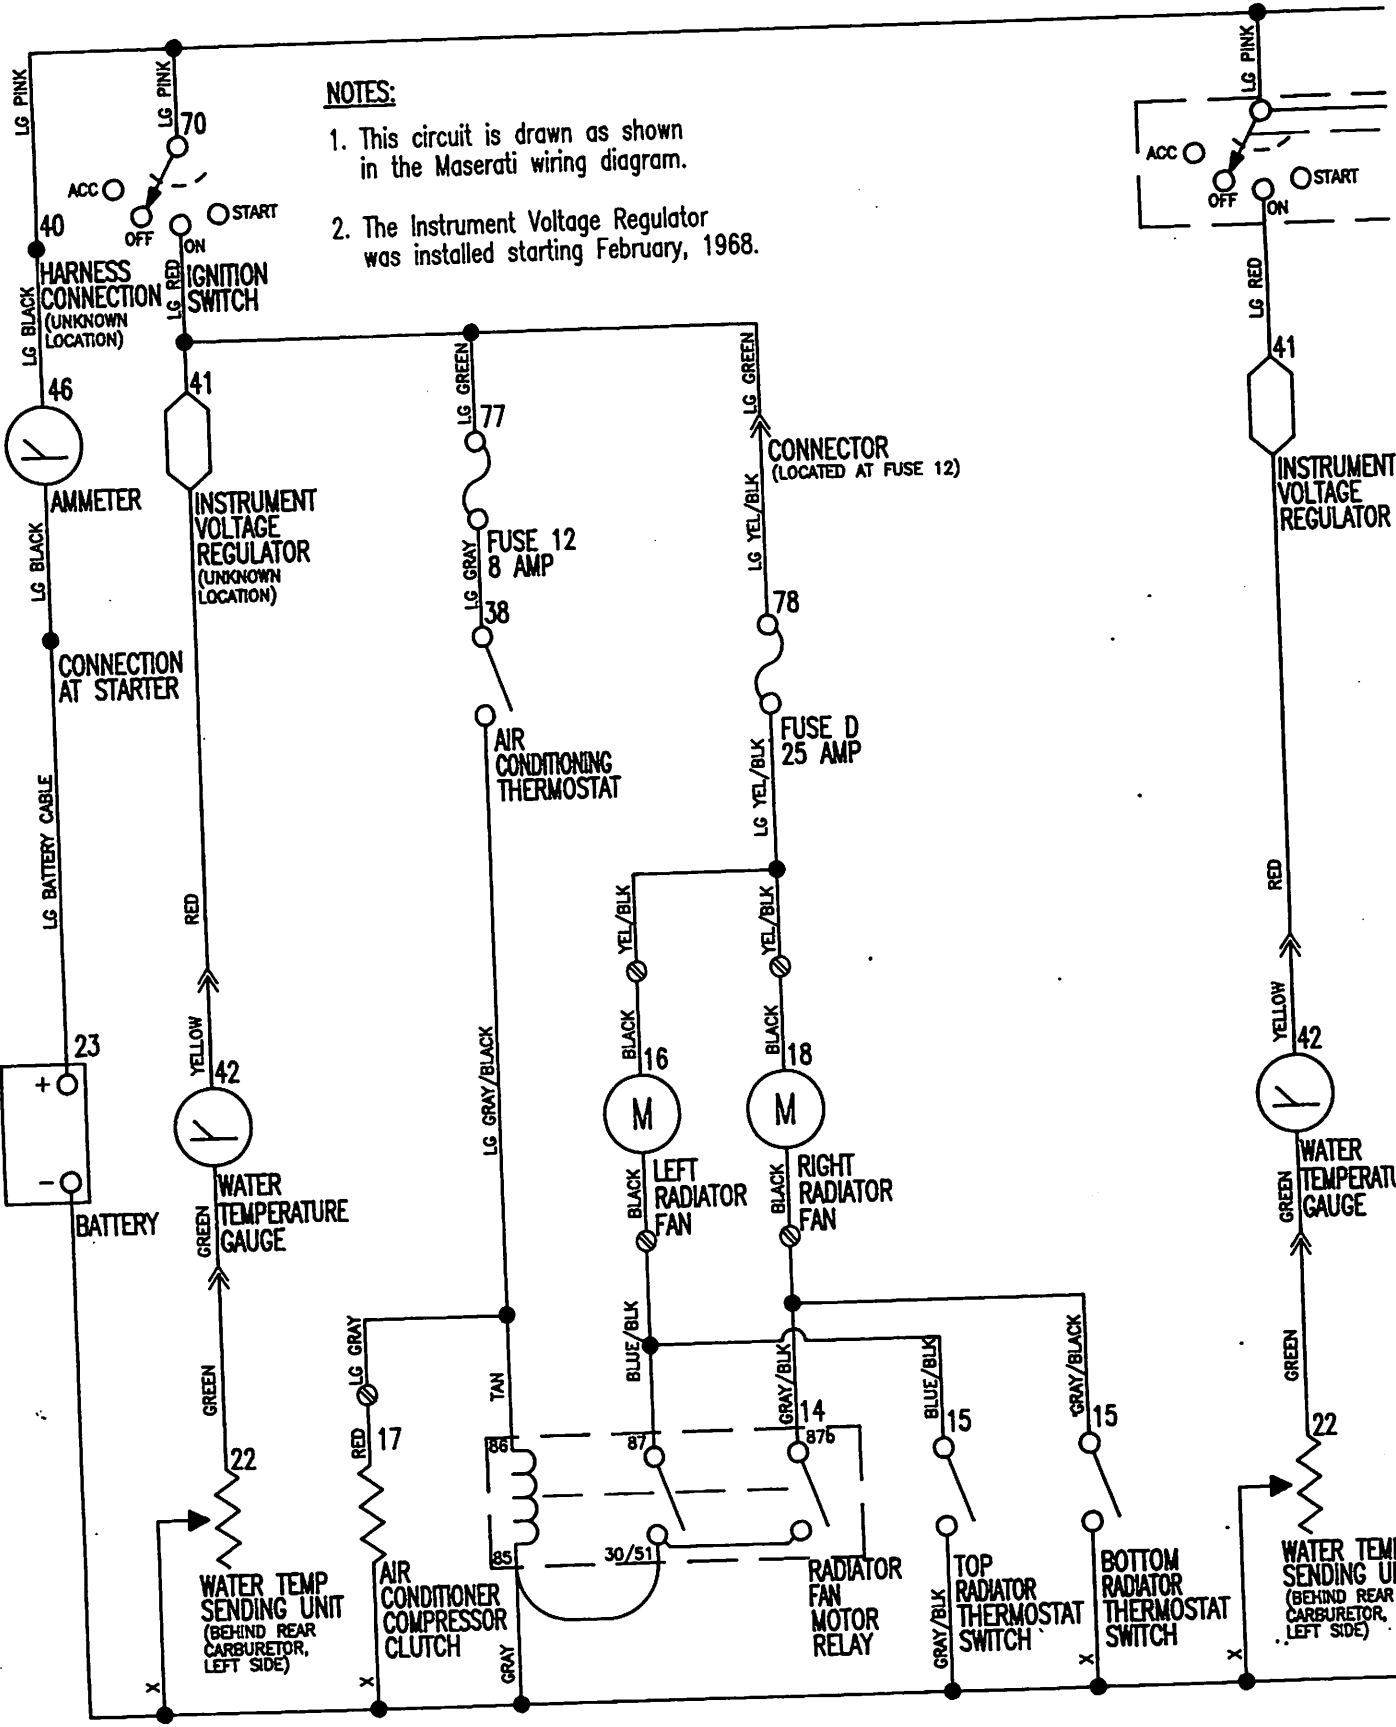 NOTES:
1. This circuit is drawn as shown
in the Maserati wiring diagram.
2. The Instrument Voltage Regulator
was installed starting February, 1968.
LG PINK
LG PINK
70
ACC
OFF
ON
START
IGNITION
SWITCH
LG RED
40
HARNESS
CONNECTION
(UNKNOWN
LOCATION)
LG BLACK
46
AMMETER
LG BLACK
CONNECTION
AT STARTER
LG BATTERY CABLE
23
+
-
BATTERY
41
INSTRUMENT
VOLTAGE
REGULATOR
(UNKNOWN
LOCATION)
RED
YELLOW
42
WATER
TEMPERATURE
GAUGE
GREEN
GREEN
22
WATER TEMP
SENDING UNIT
(BEHIND REAR
CARBURETOR,
LEFT SIDE)
X
LG GREEN
77
FUSE 12
8 AMP
LG GRAY
38
AIR
CONDITIONING
THERMOSTAT
LG GRAY/BLACK
LG GRAY
RED
17
AIR
CONDITIONER
COMPRESSOR
CLUTCH
X
TAN
86
85
GRAY
LG GREEN
CONNECTOR
(LOCATED AT FUSE 12)
LG YEL/BLK
78
FUSE D
25 AMP
LG YEL/BLK
YEL/BLK
YEL/BLK
BLACK
BLACK
16
M
LEFT
RADIATOR
FAN
18
M
RIGHT
RADIATOR
FAN
BLACK
BLACK
BLUE/BLK
GRAY/BLK
14
87
87b
30/51
RADIATOR
FAN
MOTOR
RELAY
BLUE/BLK
15
TOP
RADIATOR
THERMOSTAT
SWITCH
GRAY/BLK
GRAY/BLACK
15
BOTTOM
RADIATOR
THERMOSTAT
SWITCH
X
LG PINK
ACC
OFF
ON
START
LG RED
41
INSTRUMENT
VOLTAGE
REGULATOR
RED
YELLOW
42
WATER
TEMPERATU
GAUGE
GREEN
GREEN
22
WATER TEM
SENDING U
(BEHIND REAR
CARBURETOR,
LEFT SIDE)
X